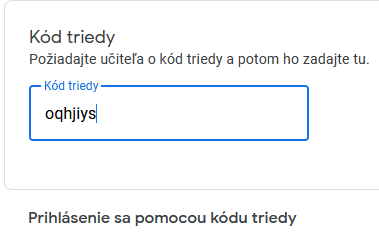 Kód triedy
Požiadajte učiteľa o kód triedy a potom ho zadajte tu.
Kód triedy
oqhjiys
Prihlásenie sa pomocou kódu triedy